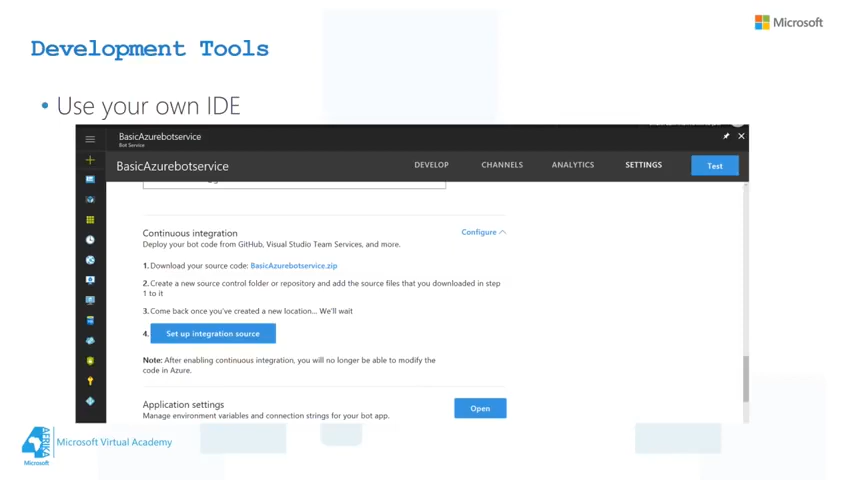 Microsoft
Development Tools
• Use your own IDE
BasicAzurebotservice
Bot Service
BasicAzurebotservice
DEVELOP
CHANNELS
ANALYTICS
SETTINGS
Test
Continuous integration
Configure
Deploy your bot code from GitHub, Visual Studio Team Services, and more.
1. Download your source code: BasicAzurebotservice.zip
2. Create a new source control folder or repository and add the source files that you downloaded in step
1 to it
3. Come back once you've created a new location... We'll wait
4. Set up integration source
Note: After enabling continuous integration, you will no longer be able to modify the
code in Azure.
Application settings
Manage environment variables and connection strings for your bot app.
Open
4AFRIKA
Microsoft
Microsoft Virtual Academy